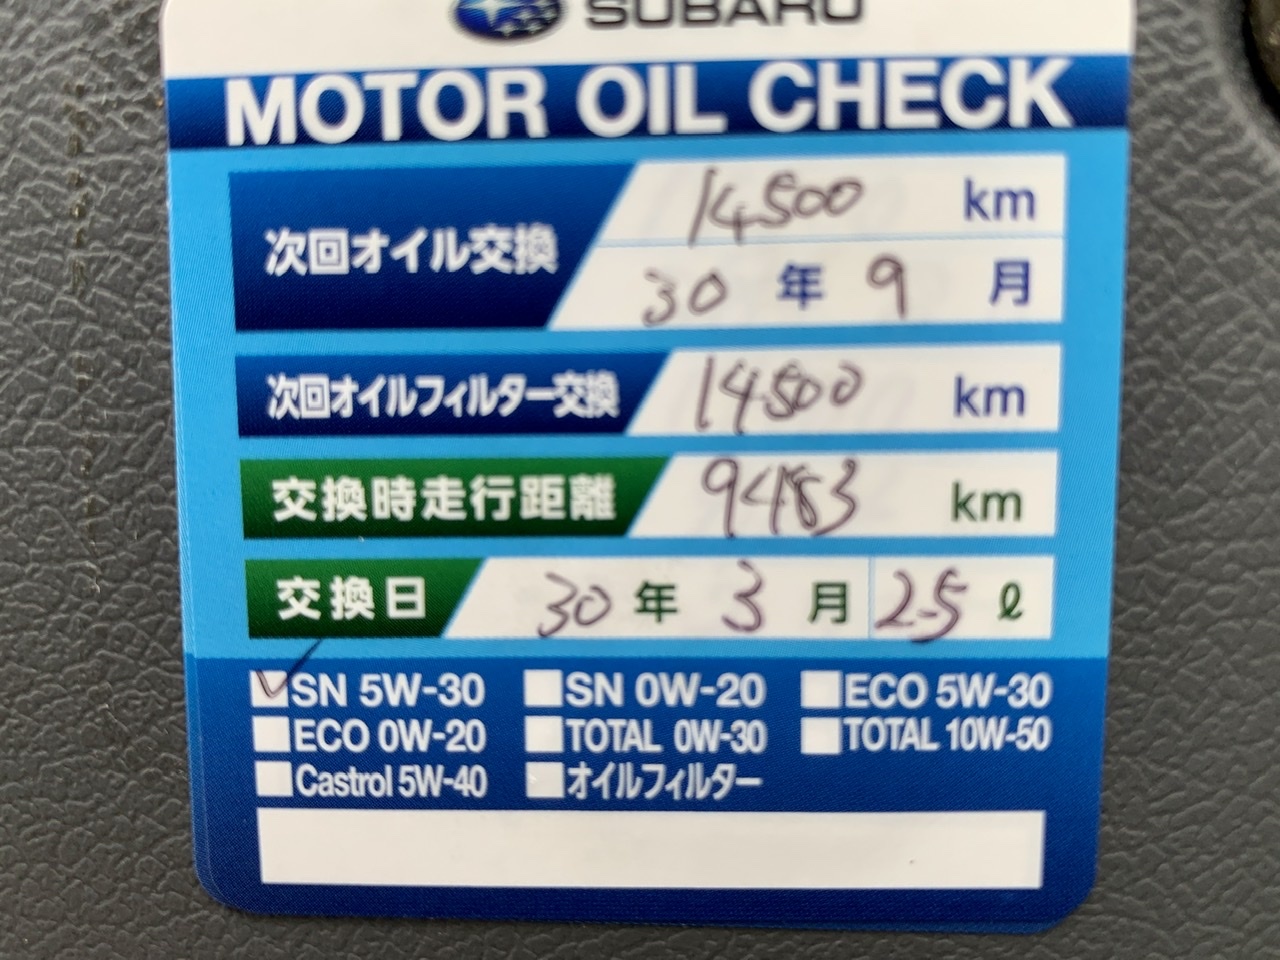 SUBARU
MOTOR OIL CHECK
次回オイル交換 14500 km
30 年 9 月
次回オイルフィルター交換 14500 km
交換時走行距離 9483 km
交換日 30 年 3 月 2.5 ℓ
SN 5W-30 SN 0W-20 ECO 5W-30
ECO 0W-20 TOTAL 0W-30 TOTAL 10W-50
Castrol 5W-40 オイルフィルター